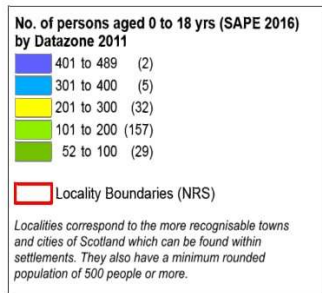 No. of persons aged 0 to 18 yrs (SAPE 2016)
by Datazone 2011
401 to 489 (2)
301 to 400 (5)
201 to 300 (32)
101 to 200 (157)
52 to 100 (29)
Locality Boundaries (NRS)
Localities correspond to the more recognisable towns
and cities of Scotland which can be found within
settlements. They also have a minimum rounded
population of 500 people or more.